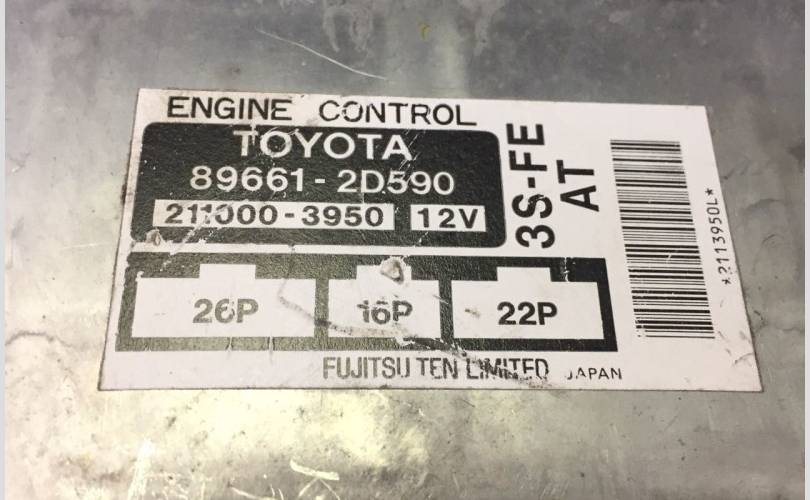 ENGINE CONTROL
TOYOTA
89661-2D590
211000-3950 12V
3S-FE
AT
26P 16P 22P
FUJITSU TEN LIMITED JAPAN
*2113950L*